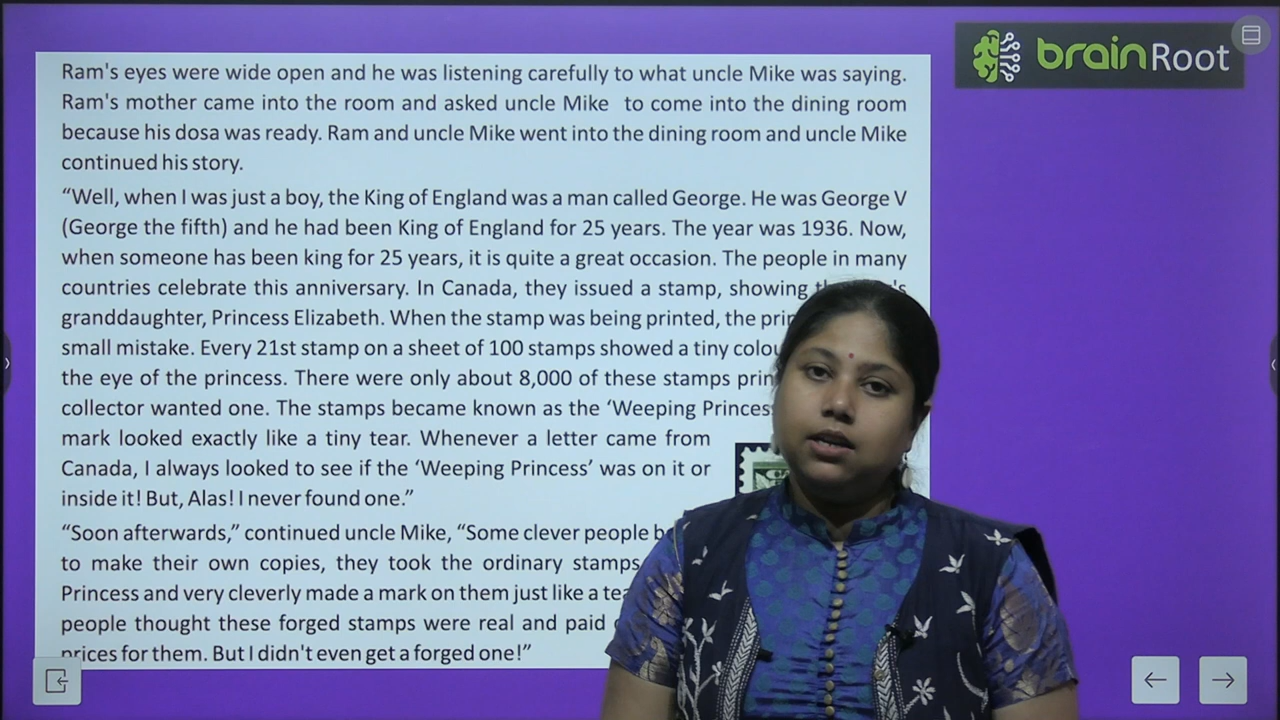 brainRoot
Ram's eyes were wide open and he was listening carefully to what uncle Mike was saying.
Ram's mother came into the room and asked uncle Mike to come into the dining room
because his dosa was ready. Ram and uncle Mike went into the dining room and uncle Mike
continued his story.
“Well, when I was just a boy, the King of England was a man called George. He was George V
(George the fifth) and he had been King of England for 25 years. The year was 1936. Now,
when someone has been king for 25 years, it is quite a great occasion. The people in many
countries celebrate this anniversary. In Canada, they issued a stamp, showing
granddaughter, Princess Elizabeth. When the stamp was being printed, the
small mistake. Every 21st stamp on a sheet of 100 stamps showed a tiny
the eye of the princess. There were only about 8,000 of these stamps
collector wanted one. The stamps became known as the ‘Weeping
mark looked exactly like a tiny tear. Whenever a letter came from
Canada, I always looked to see if the ‘Weeping Princess’ was on it or
inside it! But, Alas! I never found one.”
“Soon afterwards,” continued uncle Mike, “Some clever people
to make their own copies, they took the ordinary stamps
Princess and very cleverly made a mark on them just like a
people thought these forged stamps were real and paid
prices for them. But I didn't even get a forged one!”